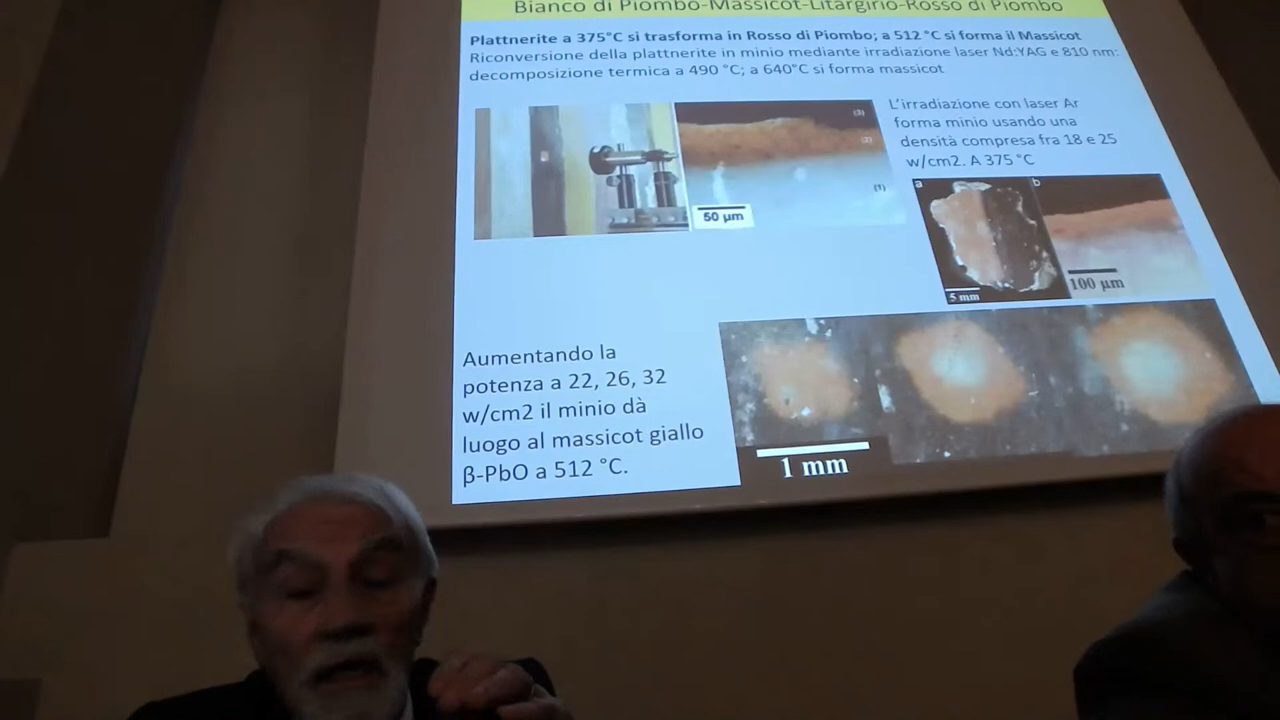 Bianco di Piombo-Massicot-Litargirio-Rosso di Piombo
Plattnerite a 375°C si trasforma in Rosso di Piombo; a 512 °C si forma il Massicot
Riconversione della plattnerite in minio mediante irradiazione laser Nd:YAG e 810 nm:
decomposizione termica a 490 °C; a 640°C si forma massicot
L'irradiazione con laser Ar
forma minio usando una
densità compresa fra 18 e 25
w/cm2. A 375 °C
(3)
(2)
(1)
50 µm
a
b
5 mm
100 µm
Aumentando la
potenza a 22, 26, 32
w/cm2 il minio dà
luogo al massicot giallo
β-PbO a 512 °C.
1 mm